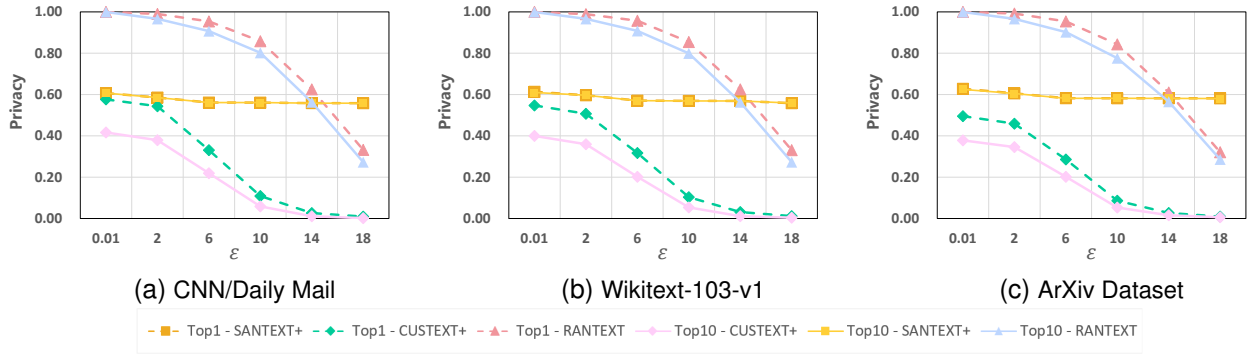 1.00
0.80
0.60
0.40
0.20
0.00
Privacy
0.01 2 6 10 14 18
ε
(a) CNN/Daily Mail
1.00
0.80
0.60
0.40
0.20
0.00
Privacy
0.01 2 6 10 14 18
ε
(b) Wikitext-103-v1
1.00
0.80
0.60
0.40
0.20
0.00
Privacy
0.01 2 6 10 14 18
ε
(c) ArXiv Dataset
Top1 - SANTEXT+ Top1 - CUSTEXT+ Top1 - RANTEXT Top10 - CUSTEXT+ Top10 - SANTEXT+ Top10 - RANTEXT